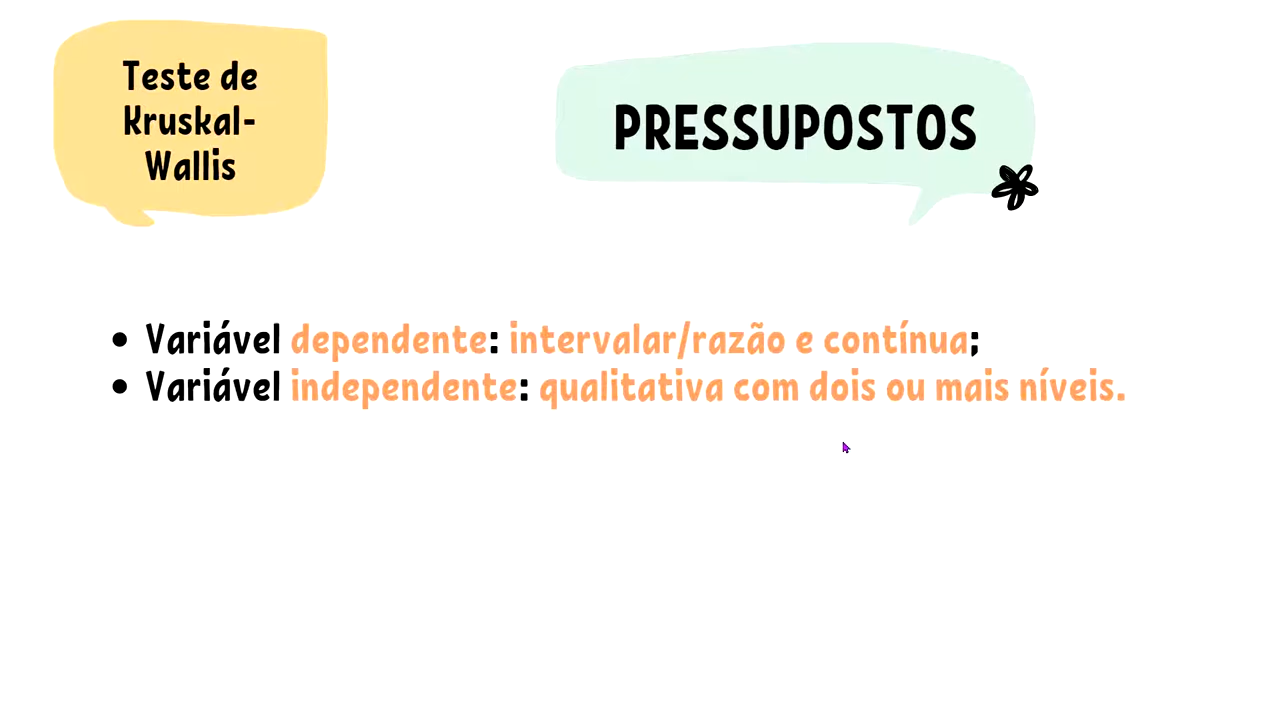 Teste de
Kruskal-
Wallis
PRESSUPOSTOS
• Variável dependente: intervalar/razão e contínua;
• Variável independente: qualitativa com dois ou mais níveis.